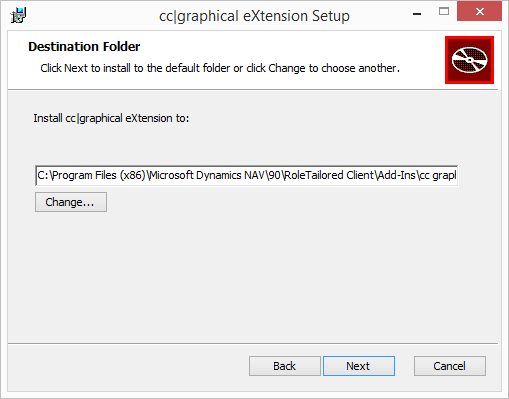 cc|graphical eXtension Setup
Destination Folder
Click Next to install to the default folder or click Change to choose another.
Install cc|graphical eXtension to:
C:\Program Files (x86)\Microsoft Dynamics NAV\90\RoleTailored Client\Add-Ins\cc grapl
Change...
Back Next Cancel